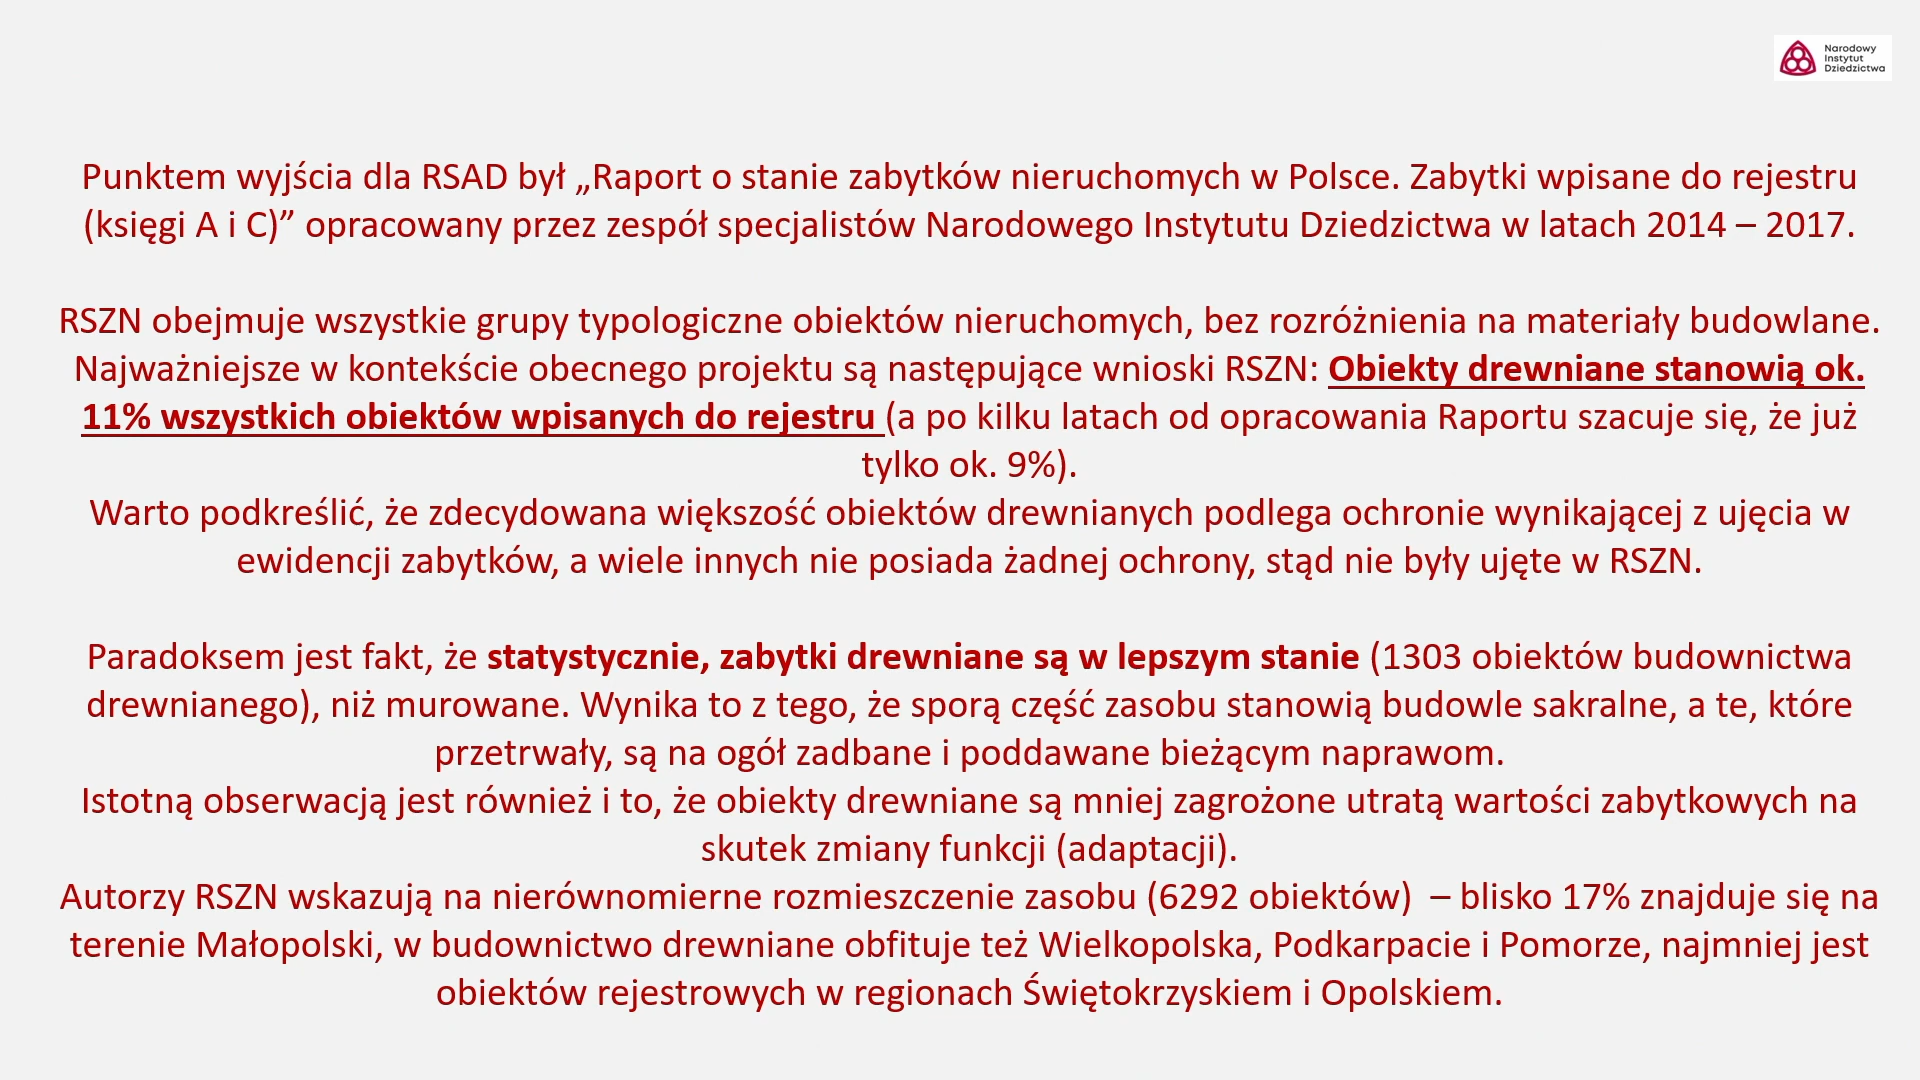 Narodowy
Instytut
Dziedzictwa
Punktem wyjścia dla RSAD był „Raport o stanie zabytków nieruchomych w Polsce. Zabytki wpisane do rejestru
(księgi A i C)” opracowany przez zespół specjalistów Narodowego Instytutu Dziedzictwa w latach 2014 – 2017.
RSZN obejmuje wszystkie grupy typologiczne obiektów nieruchomych, bez rozróżnienia na materiały budowlane.
Najważniejsze w kontekście obecnego projektu są następujące wnioski RSZN: Obiekty drewniane stanowią ok.
11% wszystkich obiektów wpisanych do rejestru (a po kilku latach od opracowania Raportu szacuje się, że już
tylko ok. 9%).
Warto podkreślić, że zdecydowana większość obiektów drewnianych podlega ochronie wynikającej z ujęcia w
ewidencji zabytków, a wiele innych nie posiada żadnej ochrony, stąd nie były ujęte w RSZN.
Paradoksem jest fakt, że statystycznie, zabytki drewniane są w lepszym stanie (1303 obiektów budownictwa
drewnianego), niż murowane. Wynika to z tego, że sporą część zasobu stanowią budowle sakralne, a te, które
przetrwały, są na ogół zadbane i poddawane bieżącym naprawom.
Istotną obserwacją jest również i to, że obiekty drewniane są mniej zagrożone utratą wartości zabytkowych na
skutek zmiany funkcji (adaptacji).
Autorzy RSZN wskazują na nierównomierne rozmieszczenie zasobu (6292 obiektów)  – blisko 17% znajduje się na
terenie Małopolski, w budownictwo drewniane obfituje też Wielkopolska, Podkarpacie i Pomorze, najmniej jest
obiektów rejestrowych w regionach Świętokrzyskiem i Opolskiem.